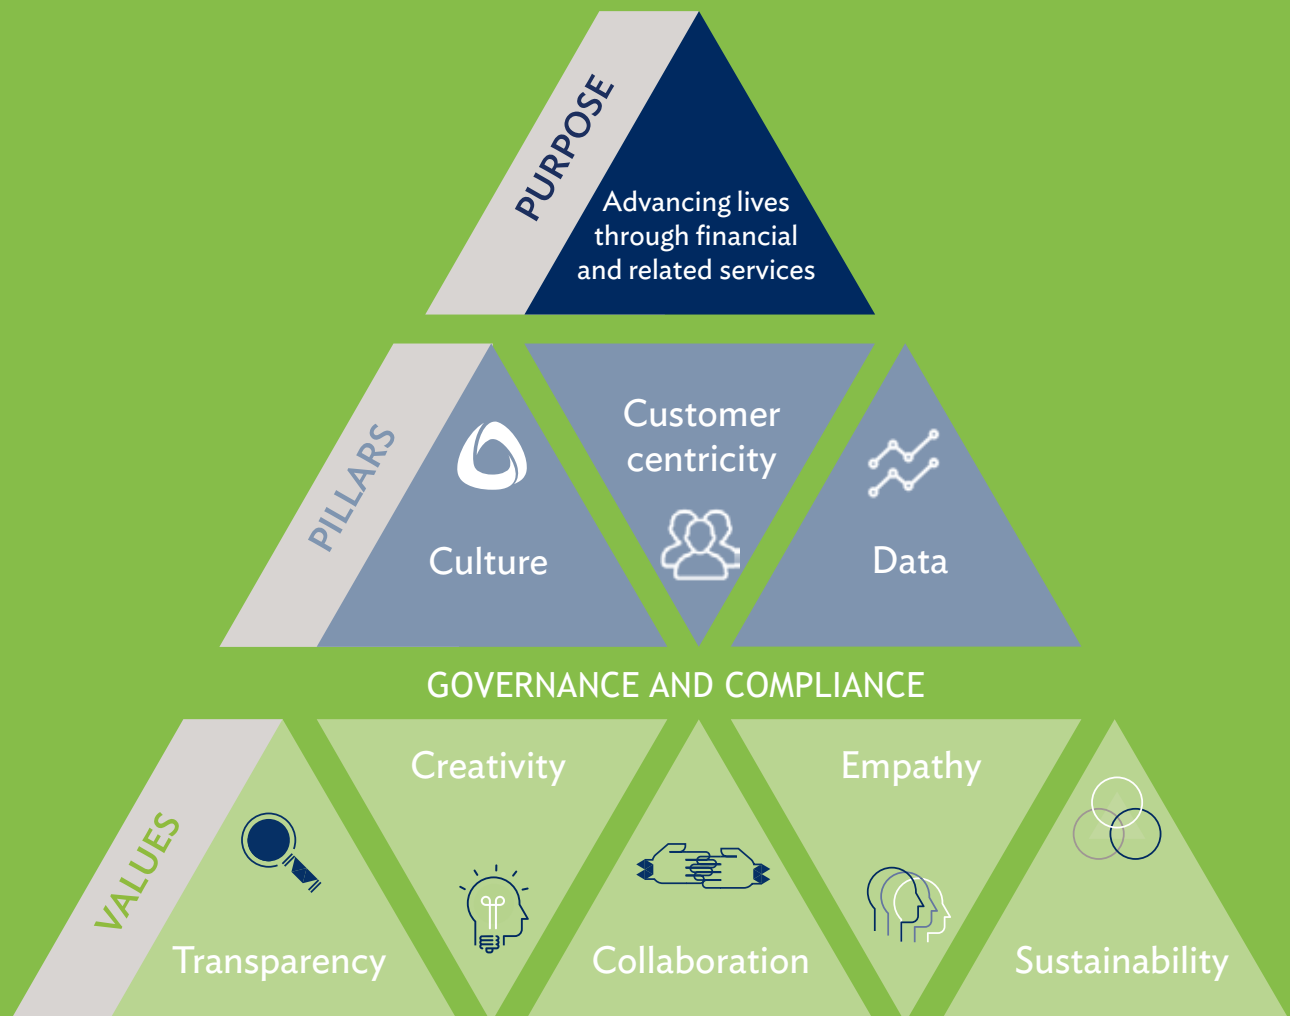 PURPOSE
Advancing lives
through financial
and related services
PILLARS
Culture
Customer
centricity
Data
GOVERNANCE AND COMPLIANCE
VALUES
Transparency
Creativity
Collaboration
Empathy
Sustainability